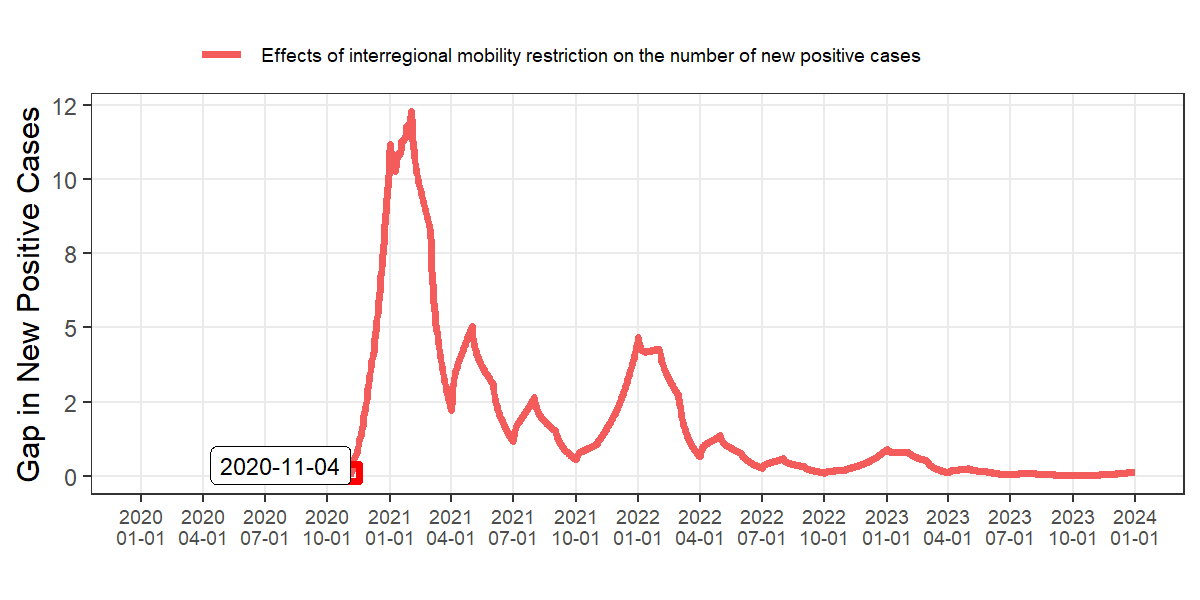 Effects of interregional mobility restriction on the number of new positive cases
Gap in New Positive Cases
12
10
8
5
2
0
2020-11-04
2020 2020 2020 2020 2021 2021 2021 2021 2022 2022 2022 2022 2023 2023 2023 2023 2024
01-01 04-01 07-01 10-01 01-01 04-01 07-01 10-01 01-01 04-01 07-01 10-01 01-01 04-01 07-01 10-01 01-01